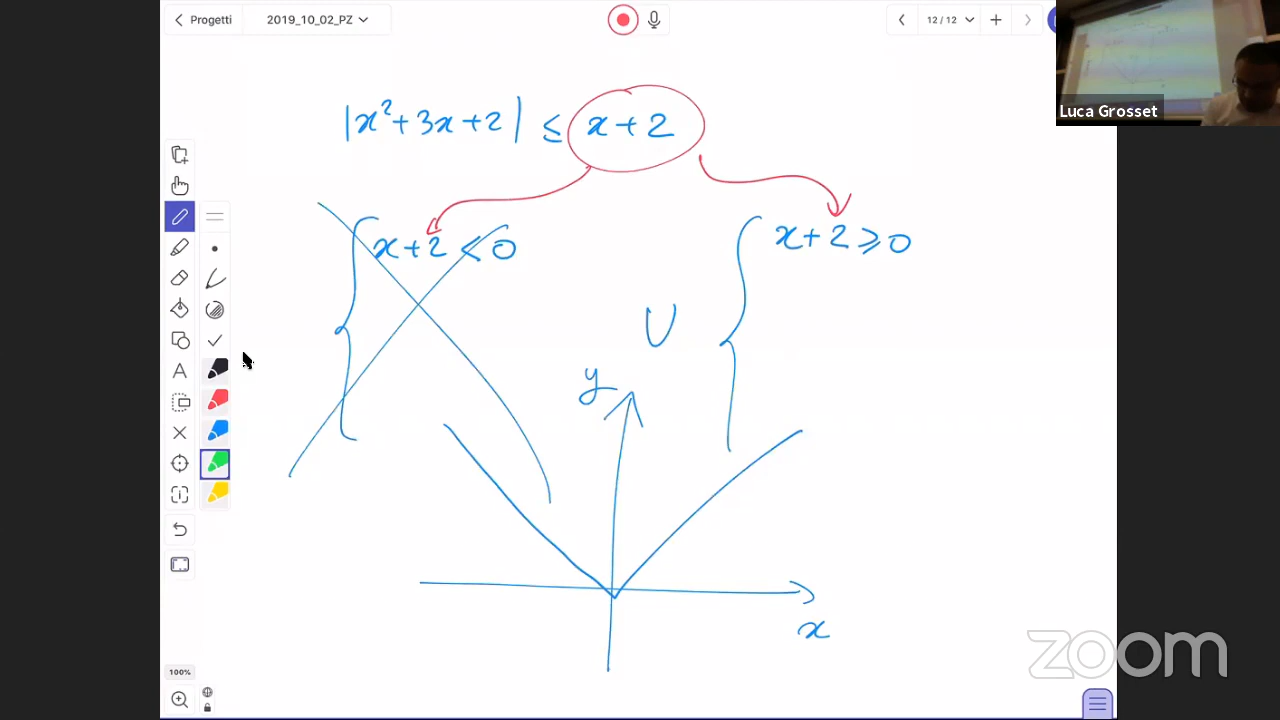 Progetti
2019_10_02_PZ
12 / 12
Luca Grosset
|x²+3x+2| ≤ x+2
x+2 < 0
x+2 ≥ 0
U
y
x
100%
zoom